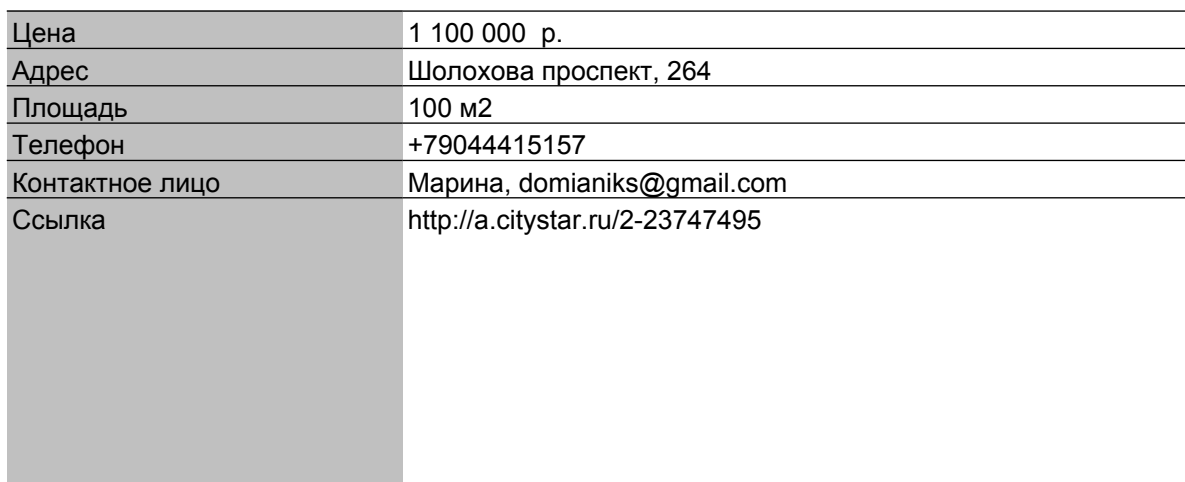 Цена 1 100 000 р.
Адрес Шолохова проспект, 264
Площадь 100 м2
Телефон +79044415157
Контактное лицо Марина, domianiks@gmail.com
Ссылка http://a.citystar.ru/2-23747495